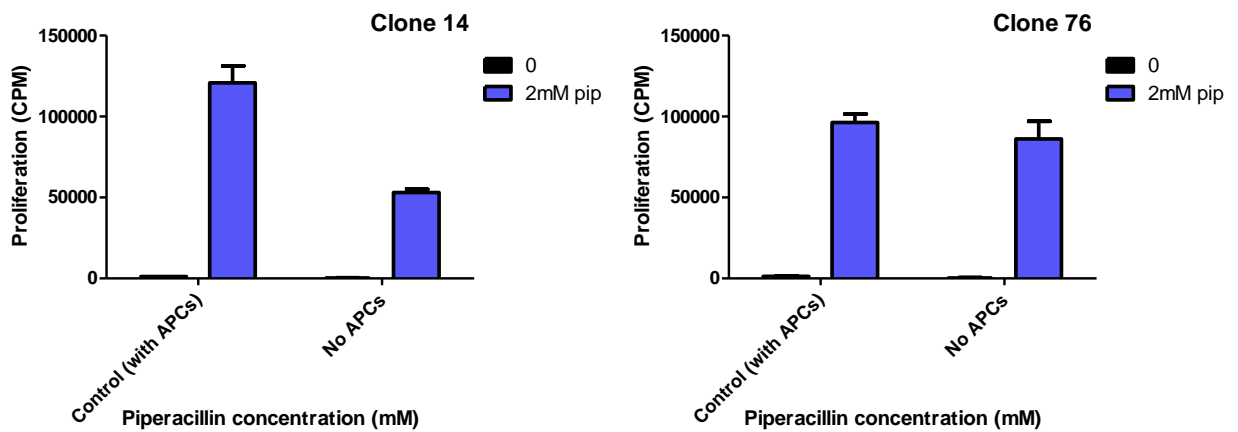 Clone 14
Proliferation (CPM)
150000
100000
50000
0
0
2mM pip
Control (with APCs)
No APCs
Piperacillin concentration (mM)
Clone 76
Proliferation (CPM)
150000
100000
50000
0
0
2mM pip
Control (with APCs)
No APCs
Piperacillin concentration (mM)